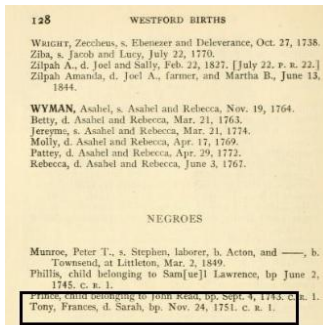 128 WESTFORD BIRTHS
WRIGHT, Zeccheus, s. Ebenezer and Deleverance, Oct. 27, 1738.
Ziba, s. Jacob and Lucy, July 22, 1770.
Zilpah A., d. Joel and Sally, Feb. 22, 1827. [July 22. P. R. 22.]
Zilpah Amanda, d. Joel A., farmer, and Martha B., June 13,
1844.
WYMAN, Asahel, s. Asahel and Rebecca, Nov. 19, 1764.
Betty, d. Asahel and Rebecca, Mar. 21, 1763.
Jereyme, s. Asahel and Rebecca, Mar. 21, 1774.
Molly, d. Asahel and Rebecca, Apr. 17, 1769.
Pattey, d. Asahel and Rebecca, Apr. 29, 1772.
Rebecca, d. Asahel and Rebecca, June 3, 1767.
NEGROES
Munroe, Peter T., s. Stephen, laborer, b. Acton, and ——, b.
Townsend, at Littleton, Mar. 2, 1849.
Phillis, child belonging to Sam[ue]l Lawrence, bp June 2,
1745. C. R. 1.
Prince, child belonging to John Read, bp. Sept. 4, 1743. C. R. 1.
Tony, Frances, d. Sarah, bp. Nov. 24, 1751. C. R. 1.